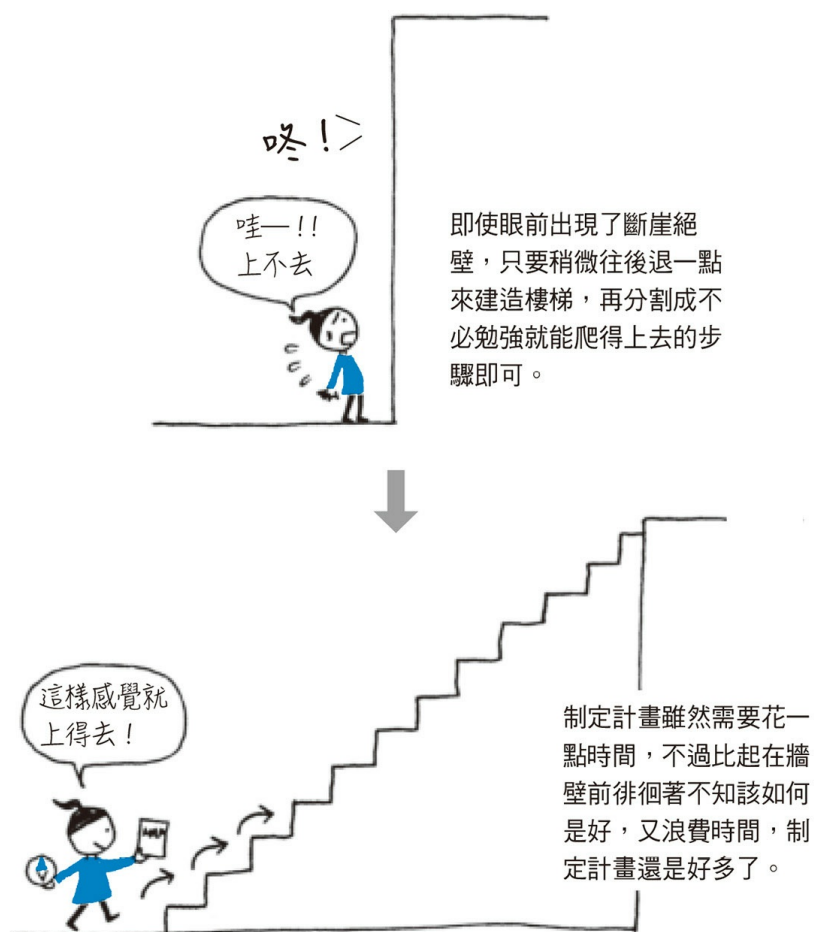 咚!
哇—!!
上不去
即使眼前出現了斷崖絕
壁，只要稍微往後退一點
來建造樓梯，再分割成不
必勉強就能爬得上去的步
驟即可。
這樣感覺就
上得去!
制定計畫雖然需要花一
點時間，不過比起在牆
壁前徘徊著不知該如何
是好，又浪費時間，制
定計畫還是好多了。